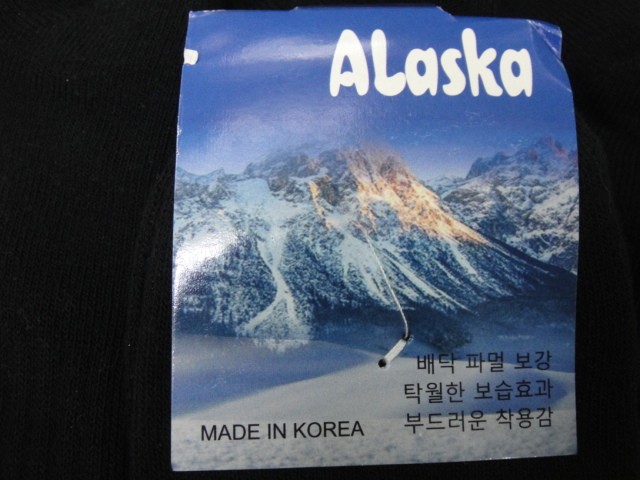 ALaska
배닥 파멀 보강
탁월한 보습효과
부드러운 착용감
MADE IN KOREA